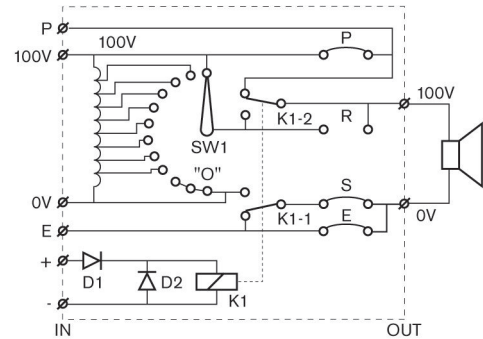 P
P
100V
100V
100V
K1-2
R
SW1
"O"
S
0V
K1-1
0V
E
E
+
D1
D2
K1
-
IN
OUT